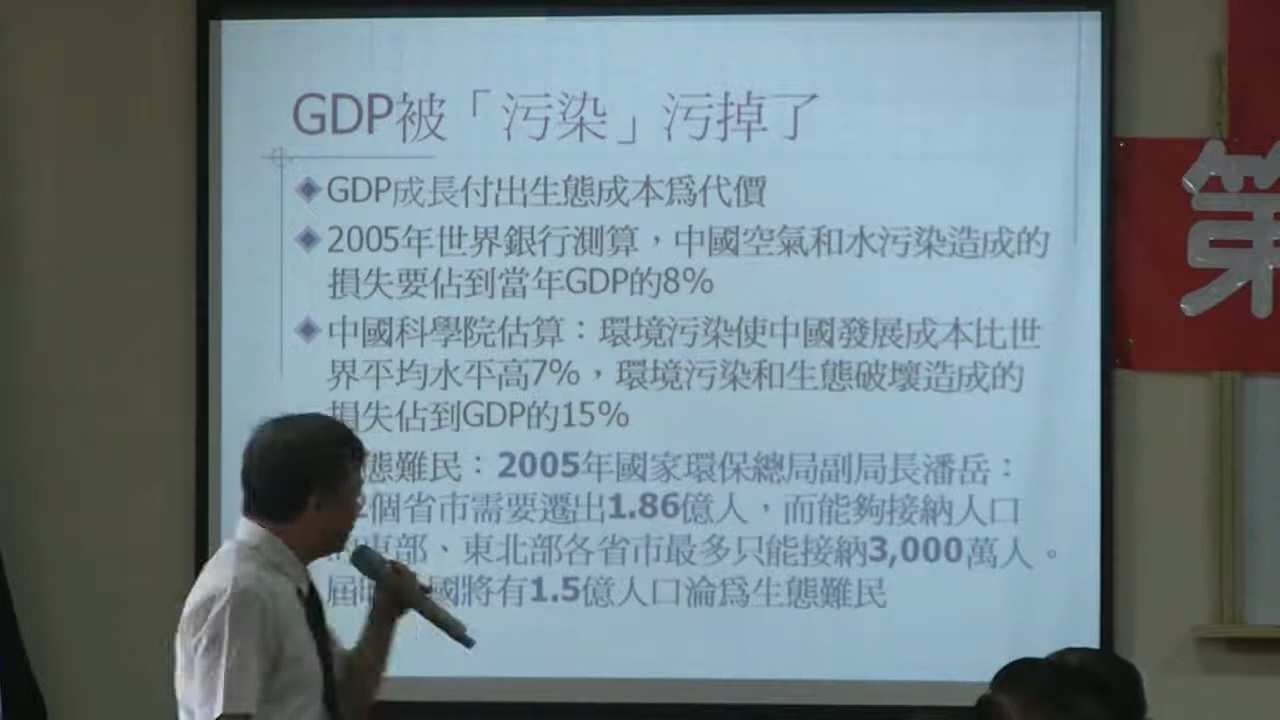 GDP被「污染」污掉了
GDP成長付出生態成本爲代價
2005年世界銀行測算，中國空氣和水污染造成的
損失要佔到當年GDP的8%
中國科學院估算：環境污染使中國發展成本比世
界平均水平高7%，環境污染和生態破壞造成的
損失佔到GDP的15%
態難民：2005年國家環保總局副局長潘岳：
2個省市需要遷出1.86億人，而能夠接納人口
東部、東北部各省市最多只能接納3,000萬人。
屆時 國將有1.5億人口淪爲生態難民
第